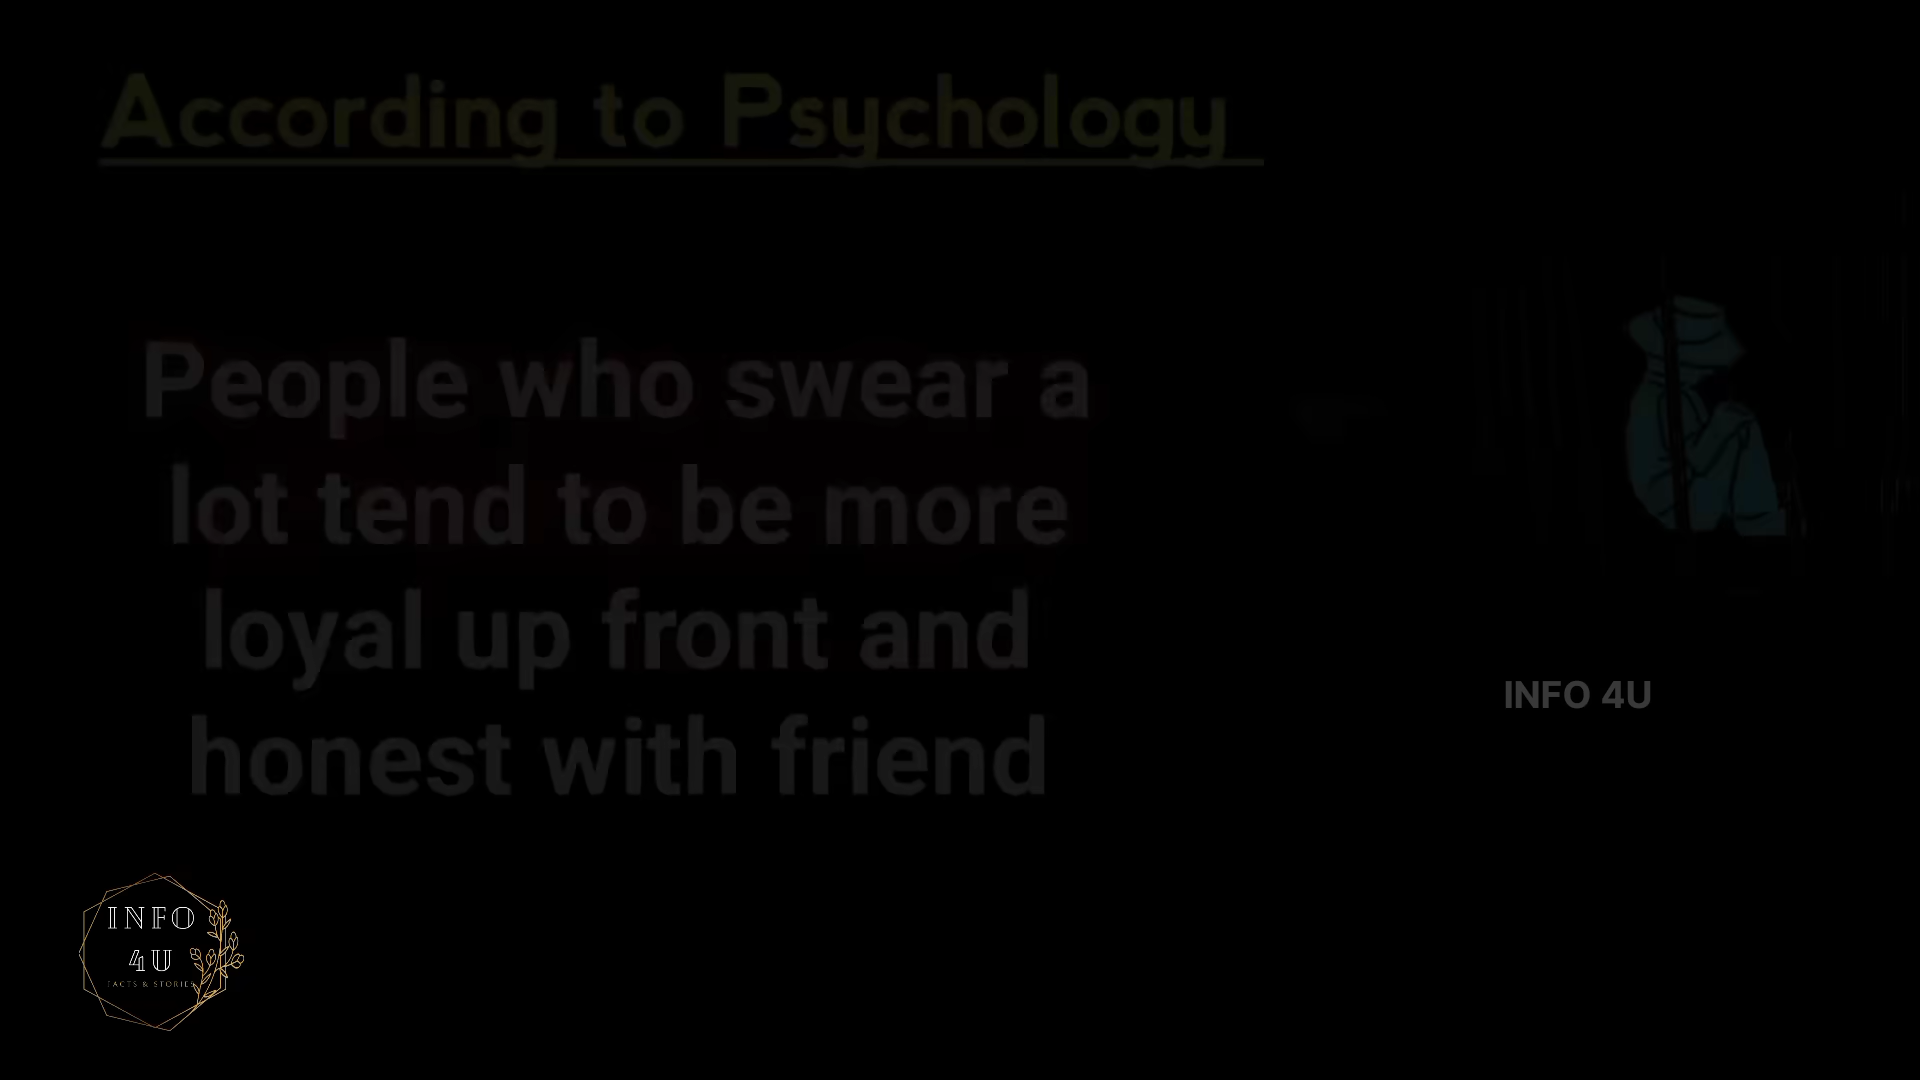 According to Psychology
People who swear a
lot tend to be more
loyal up front and
honest with friend
INFO 4U
INFO
4U
FACTS & STORIES